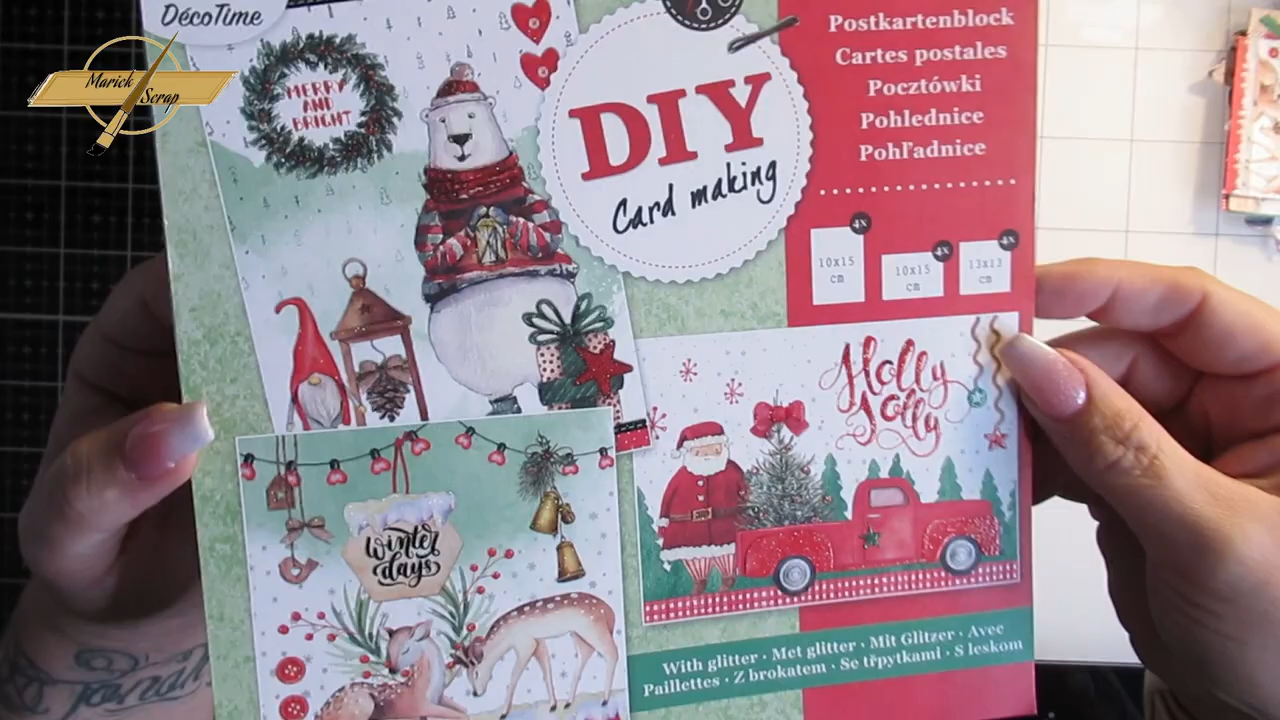 DécoTime
Marick
Scrap
MERRY
AND
BRIGHT
DIY
Card making
Postkartenblock
Cartes postales
Pocztówki
Pohlednice
Pohľadnice
4X
10x15
cm
4X
10x15
cm
4X
13x13
cm
Holly
Jolly
winter
days
With glitter · Met glitter · Mit Glitzer · Avec
Paillettes · Z brokatem · Se třpytkami · S leskom